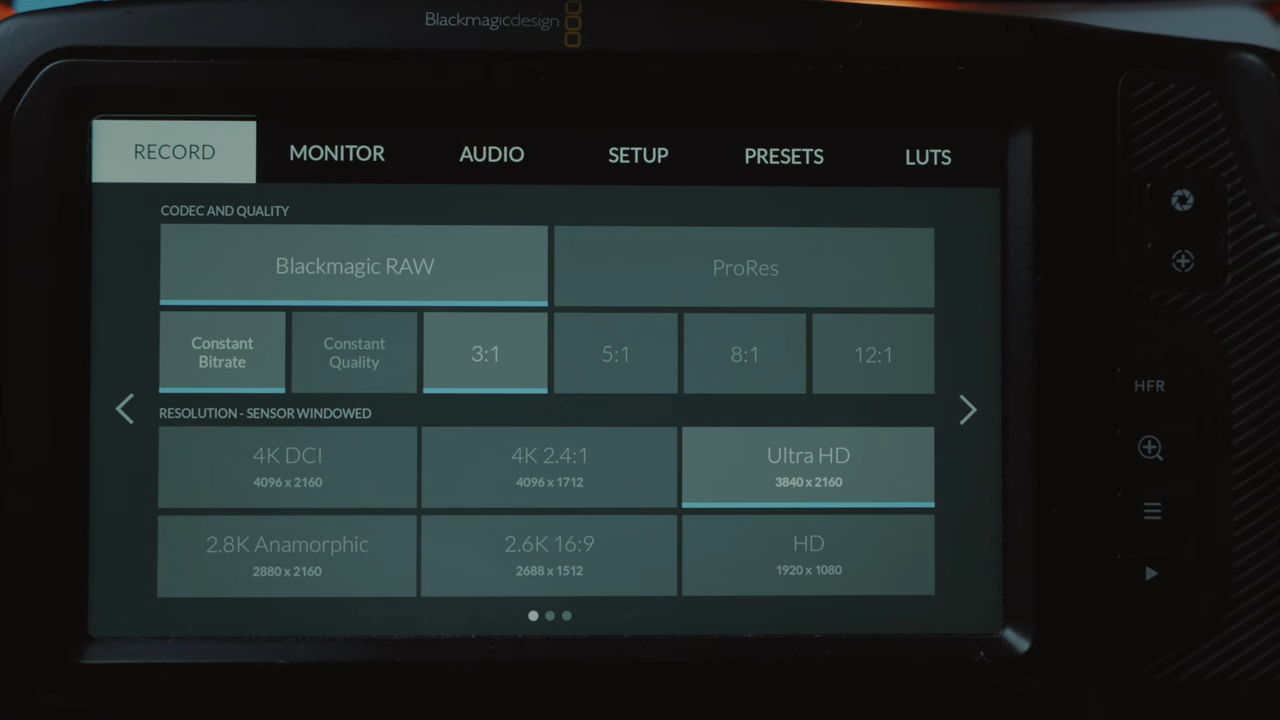 Blackmagicdesign
RECORD MONITOR AUDIO SETUP PRESETS LUTS
CODEC AND QUALITY
Blackmagic RAW ProRes
Constant Bitrate Constant Quality 3:1 5:1 8:1 12:1
HFR
RESOLUTION - SENSOR WINDOWED
4K DCI 4K 2.4:1 Ultra HD
4096 x 2160 4096 x 1712 3840 x 2160
2.8K Anamorphic 2.6K 16:9 HD
2880 x 2160 2688 x 1512 1920 x 1080